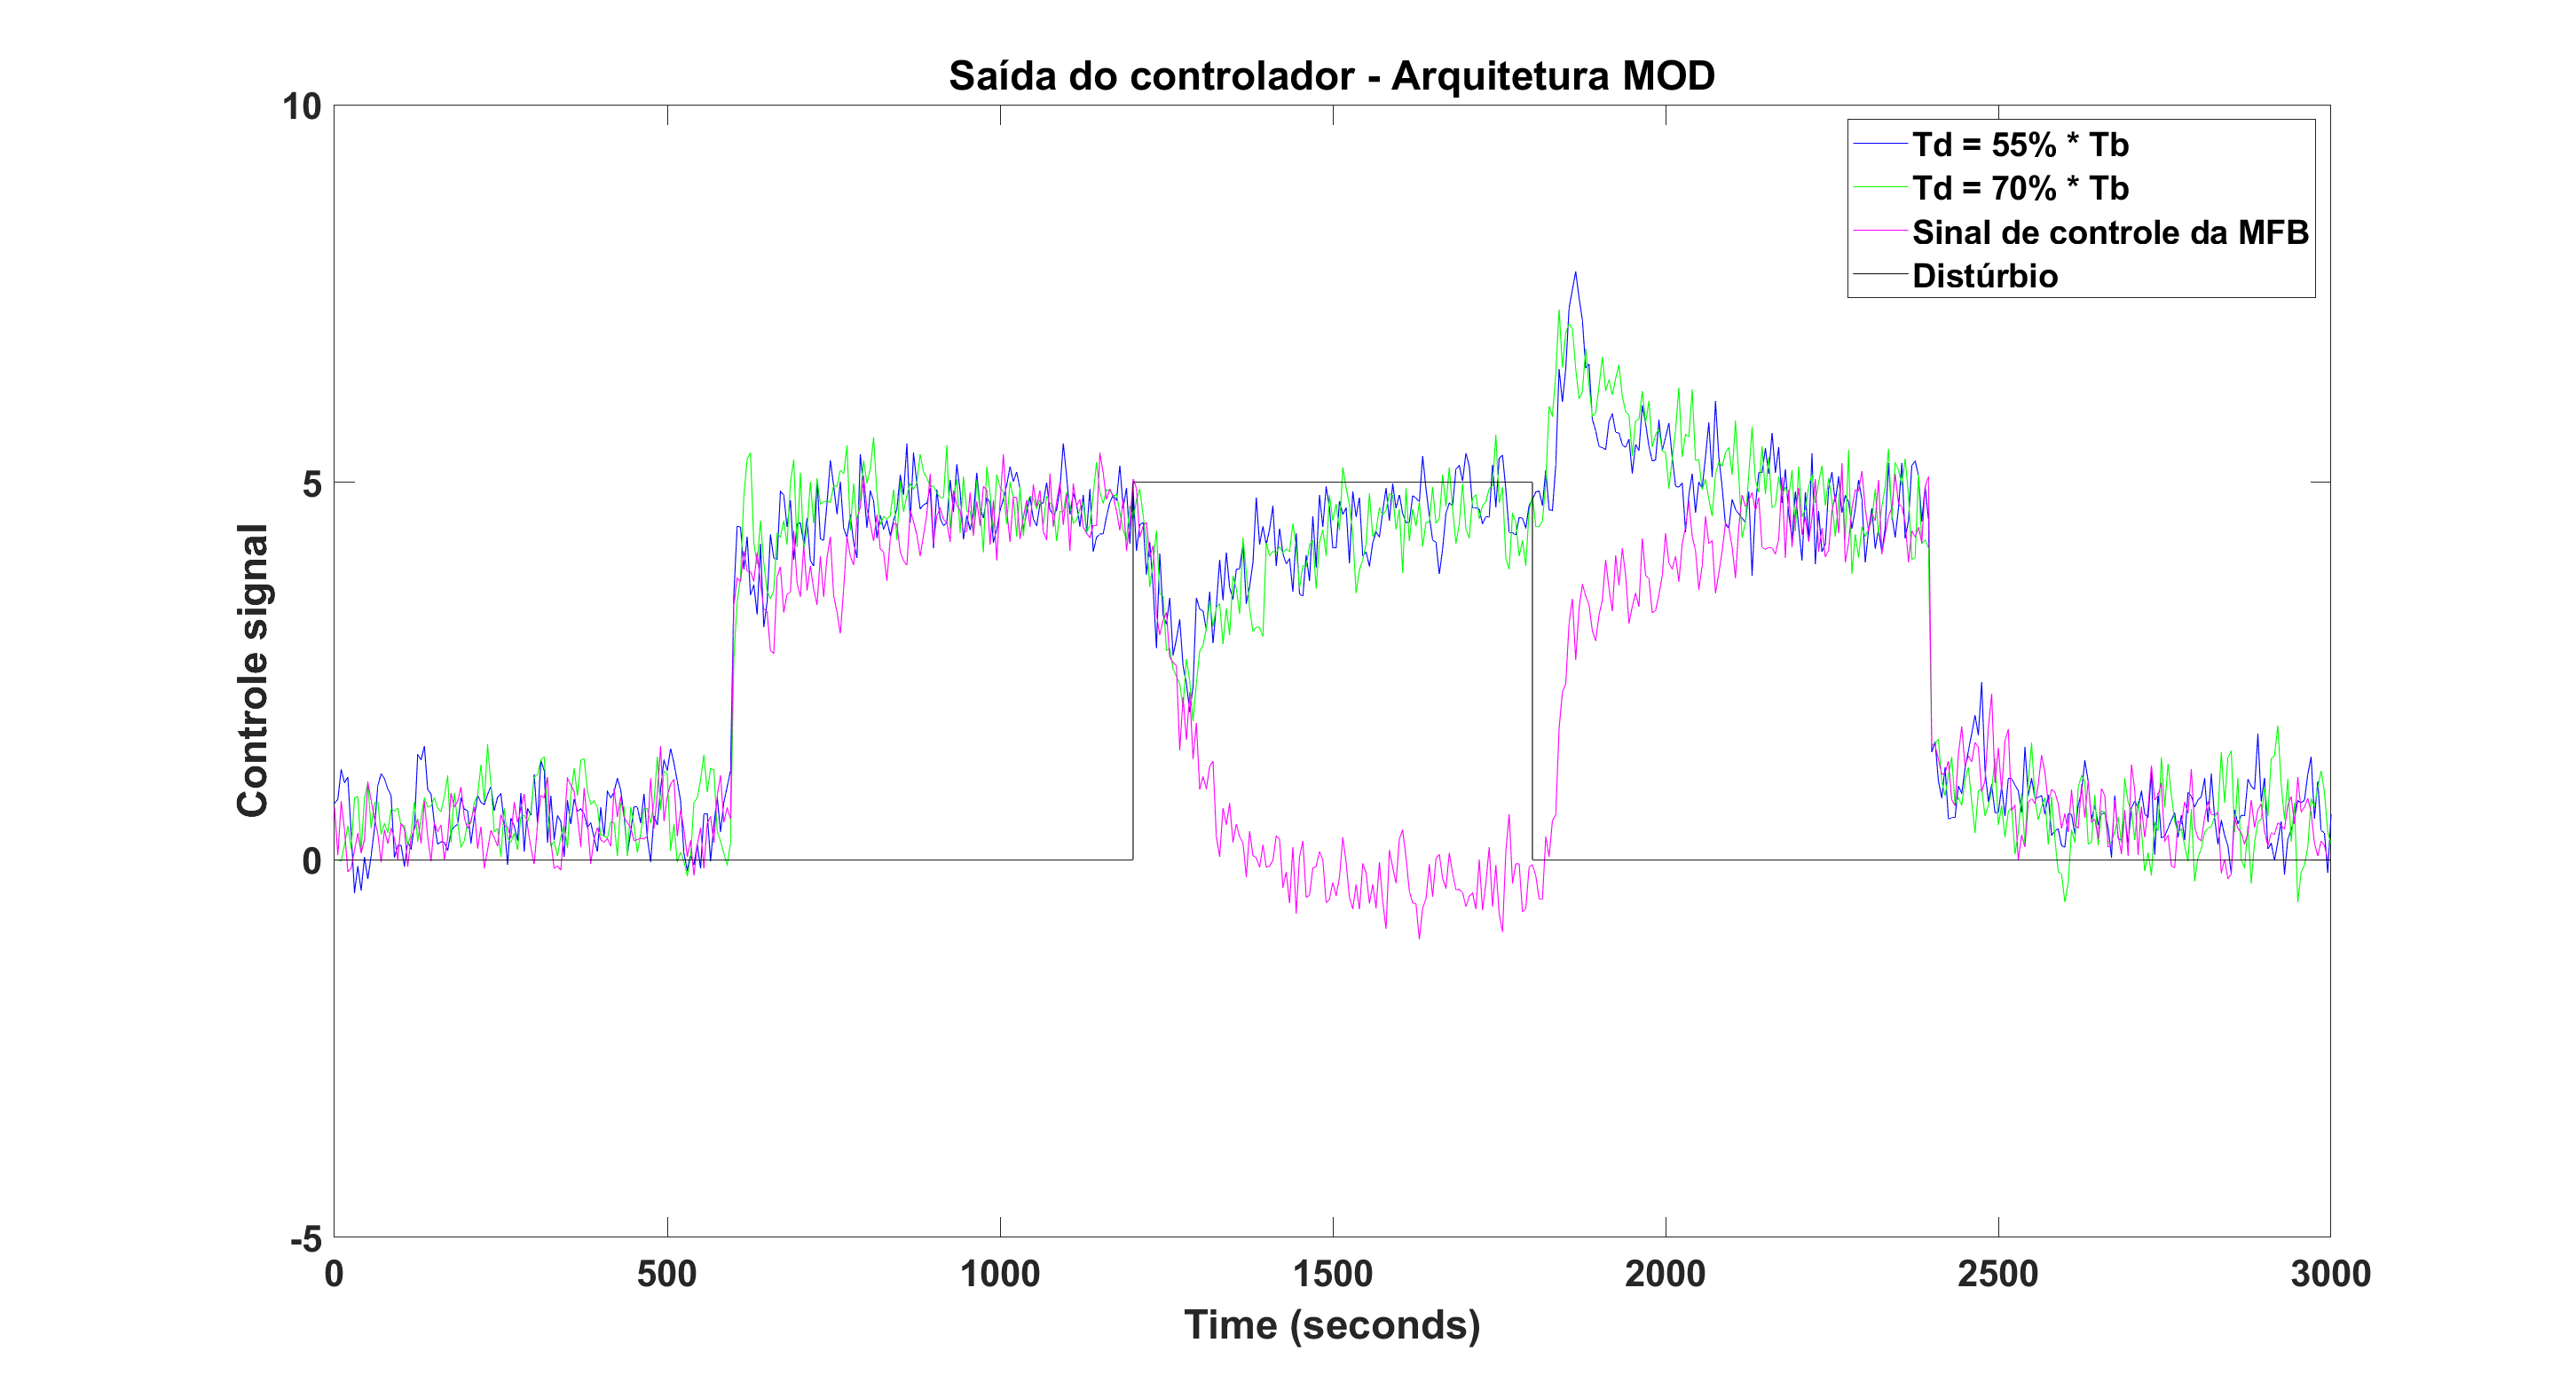 Saída do controlador - Arquitetura MOD
10
5
0
-5
Controle signal
Td = 55% * Tb
Td = 70% * Tb
Sinal de controle da MFB
Distúrbio
0 500 1000 1500 2000 2500 3000
Time (seconds)